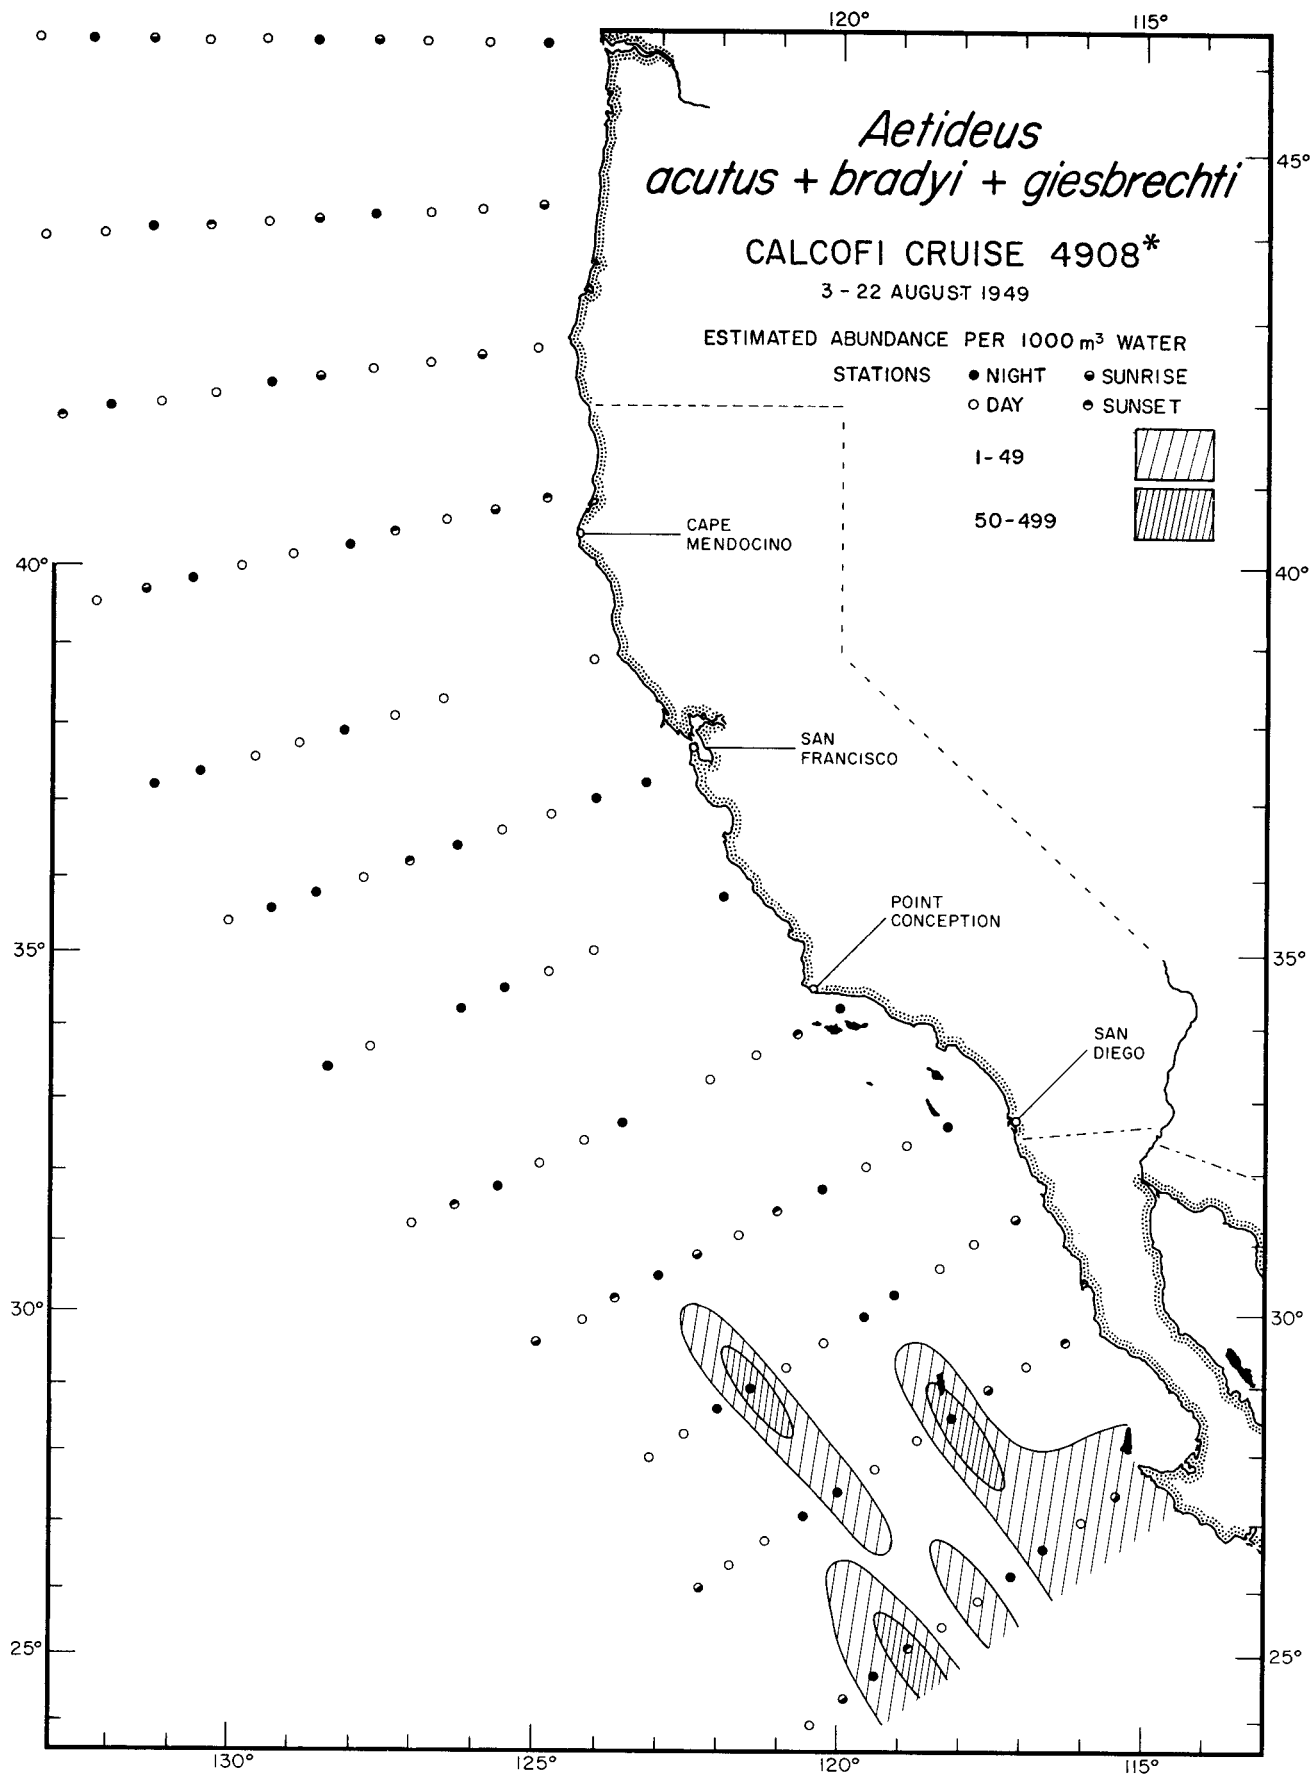 120° 115°
Aetideus
acutus + bradyi + giesbrechti
CALCOFI CRUISE 4908*
3 - 22 AUGUST 1949
ESTIMATED ABUNDANCE PER 1000 m³ WATER
STATIONS ● NIGHT ◒ SUNRISE
○ DAY ◓ SUNSET
1-49
50-499
45°
CAPE
MENDOCINO
40° 40°
SAN
FRANCISCO
POINT
CONCEPTION
35° 35°
SAN
DIEGO
30° 30°
25° 25°
130° 125° 120° 115°